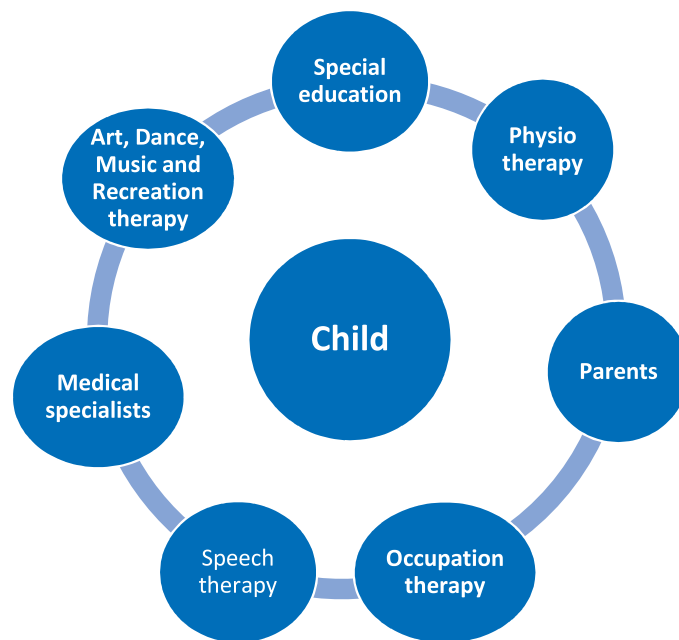 Special
education
Physio
therapy
Parents
Occupation
therapy
Speech
therapy
Medical
specialists
Art, Dance,
Music and
Recreation
therapy
Child